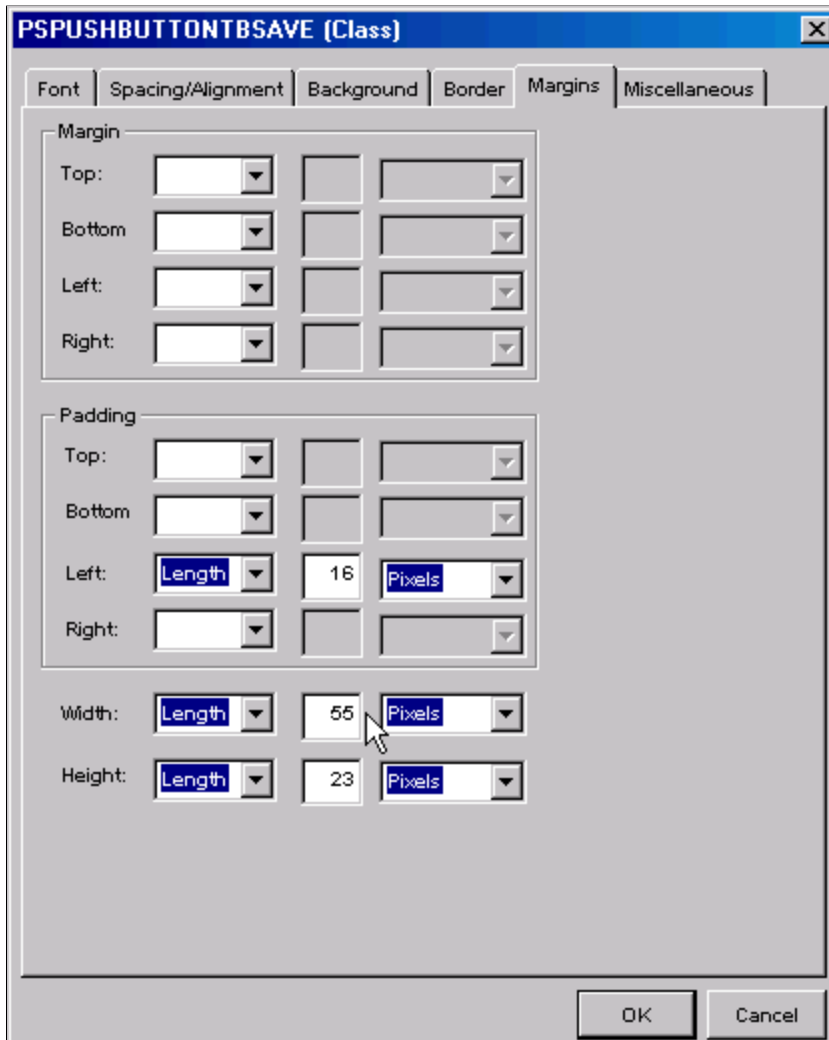 PSPUSHBUTTONTBSAVE (Class)
Font Spacing/Alignment Background Border Margins Miscellaneous
Margin
Top:
Bottom
Left:
Right:
Padding
Top:
Bottom
Left: Length 16 Pixels
Right:
Width: Length 55 Pixels
Height: Length 23 Pixels
OK Cancel